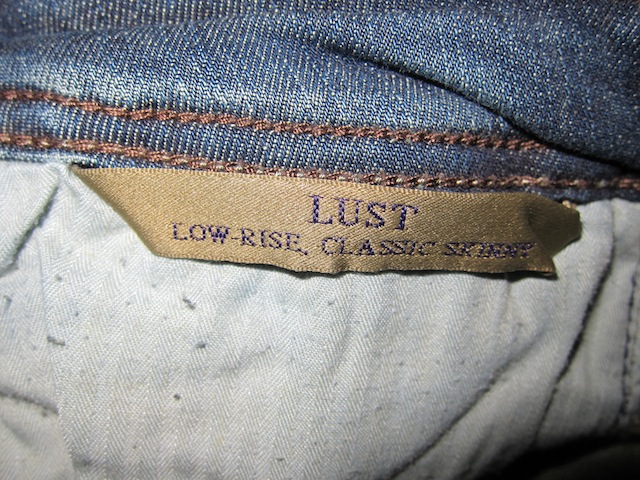 LUST
LOW-RISE, CLASSIC SKINNY